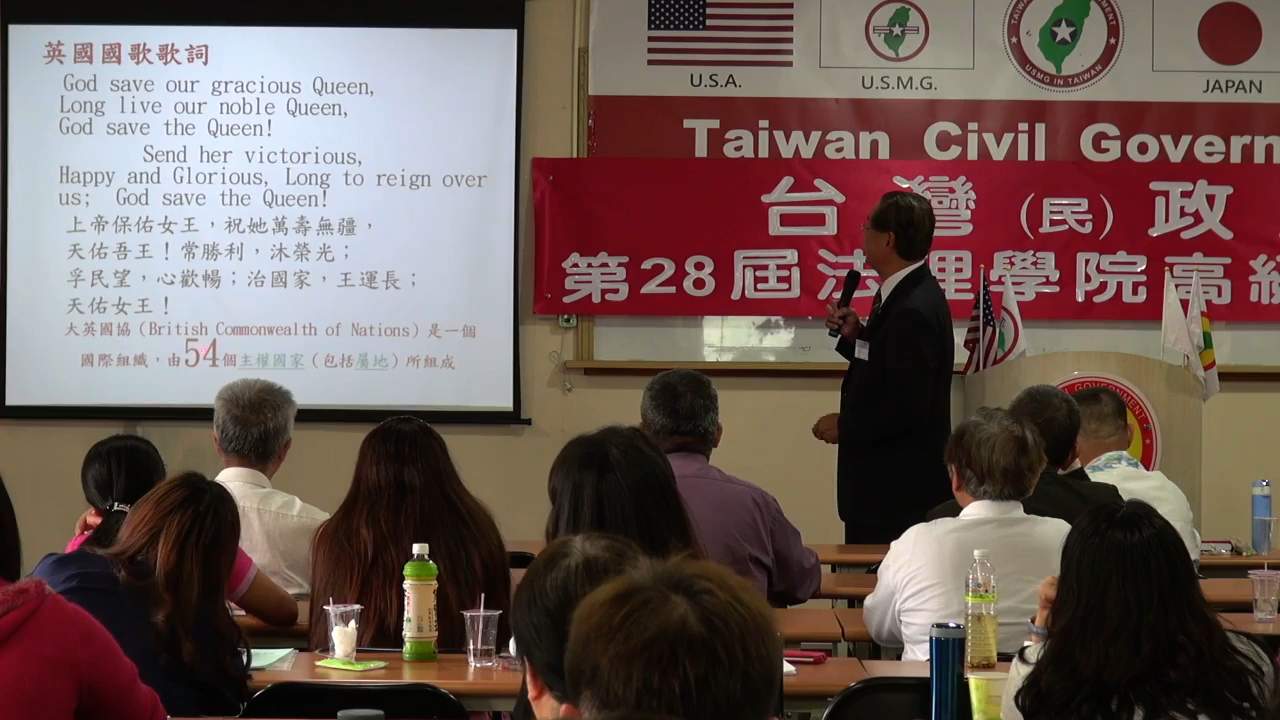 英國國歌歌詞
God save our gracious Queen,
Long live our noble Queen,
God save the Queen!
Send her victorious,
Happy and Glorious, Long to reign over
us; God save the Queen!
上帝保佑女王，祝她萬壽無疆，
天佑吾王！常勝利，沐榮光；
孚民望，心歡暢；治國家，王運長；
天佑女王！
大英國協（British Commonwealth of Nations）是一個
國際組織，由54個主權國家（包括屬地）所組成
U.S.A.
U.S.M.G.
TAIWAN GOVERNMENT
USMG IN TAIWAN
JAPAN
Taiwan Civil Govern
台灣（民）政
第28屆法理學院高
GOVERNMENT